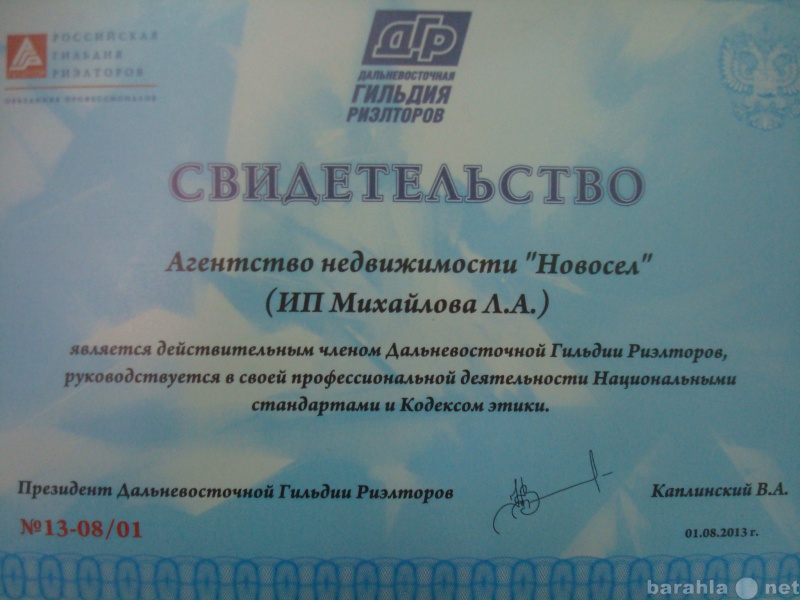 РОССИЙСКАЯ
ГИЛЬДИЯ
РИЭЛТОРОВ
ПРАЗДНИК ПРОФЕССИОНАЛОВ
ДГР
ДАЛЬНЕВОСТОЧНАЯ
ГИЛЬДИЯ
РИЭЛТОРОВ
СВИДЕТЕЛЬСТВО
Агентство недвижимости "Новосел"
(ИП Михайлова Л.А.)
является действительным членом Дальневосточной Гильдии Риэлторов,
руководствуется в своей профессиональной деятельности Национальными
стандартами и Кодексом этики.
Президент Дальневосточной Гильдии Риэлторов
Каплинский В.А.
№13-08/01
01.08.2013 г.
barahla net